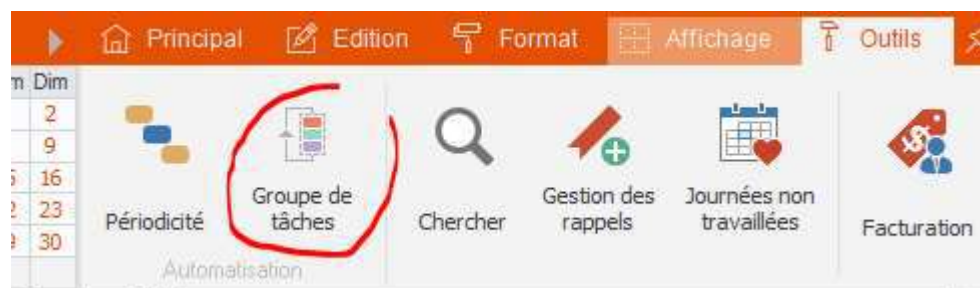 Principal Edition Format Affichage Outils
m Dim
2
9
16
23
30
Périodicité
Groupe de
tâches
Chercher
Gestion des
rappels
Journées non
travaillées
Facturation
Automatisation